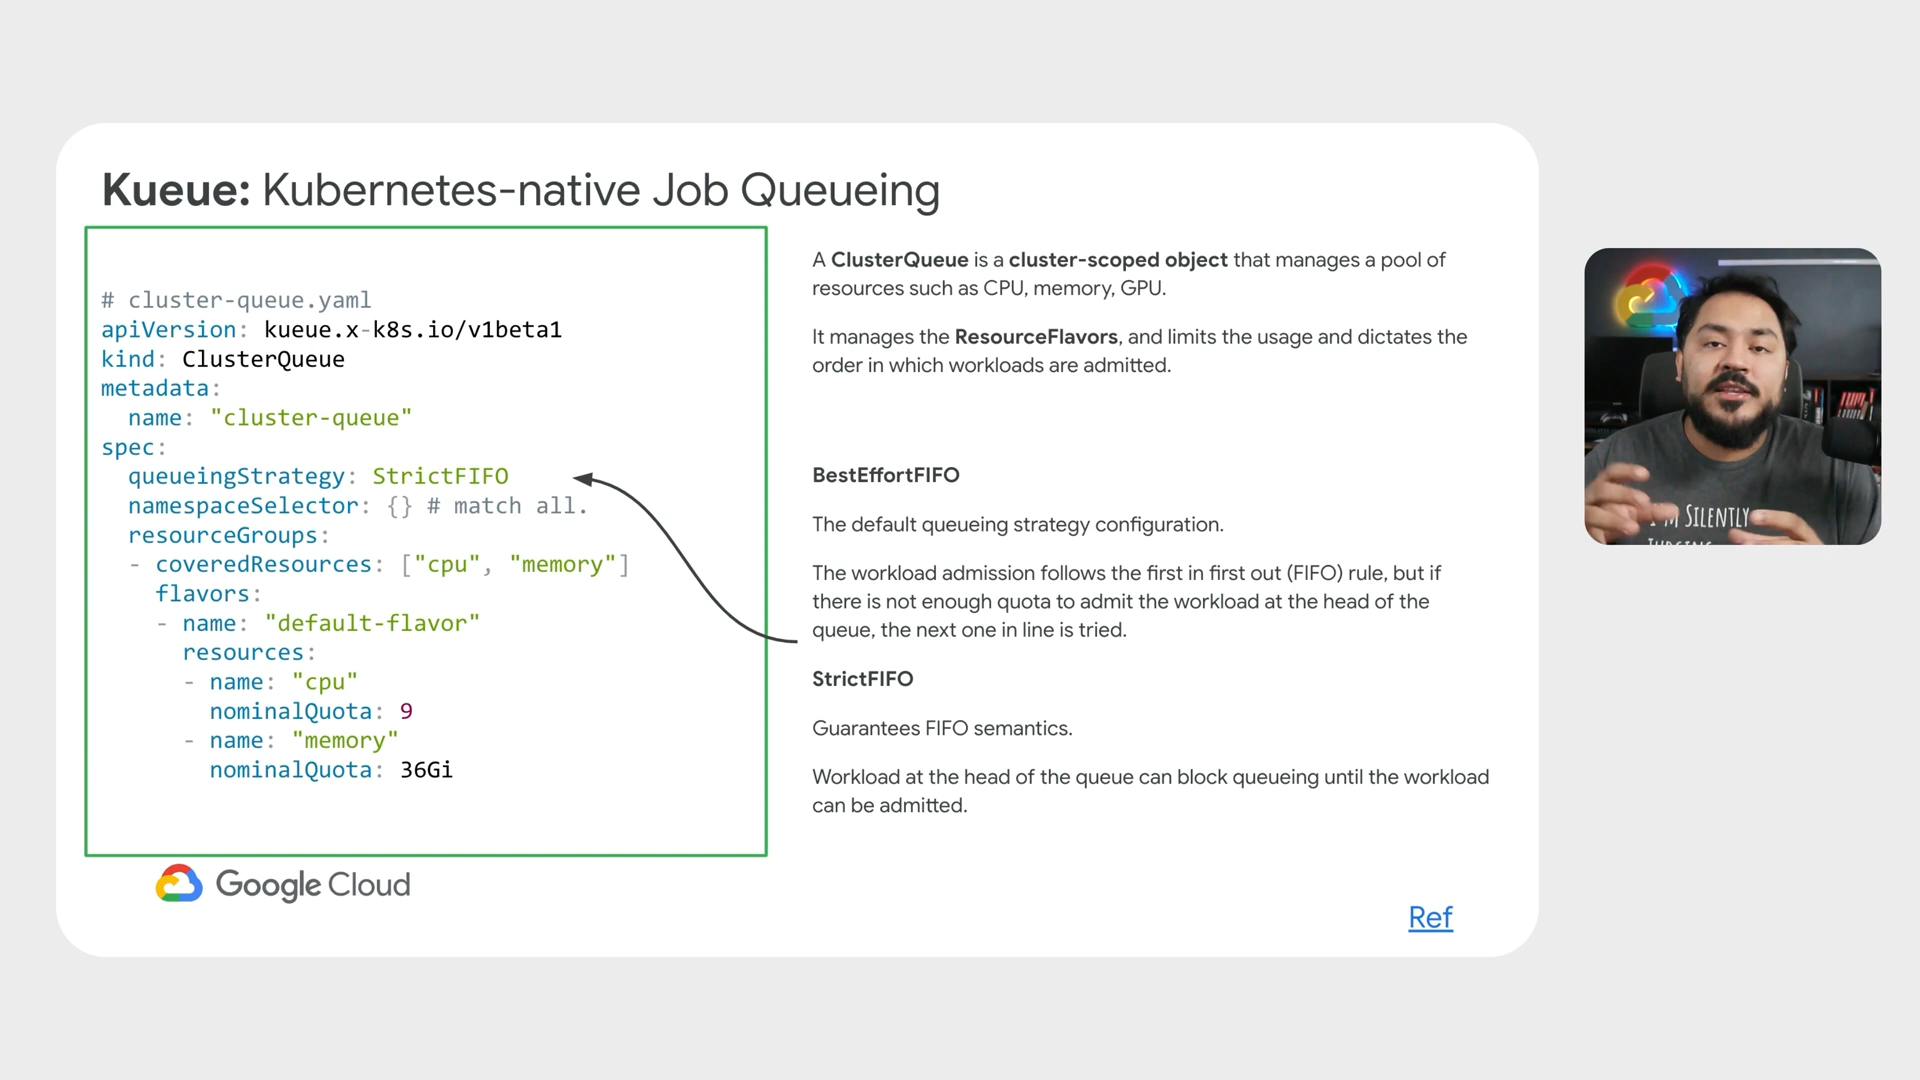 Kueue: Kubernetes-native Job Queueing
# cluster-queue.yaml
apiVersion: kueue.x-k8s.io/v1beta1
kind: ClusterQueue
metadata:
  name: "cluster-queue"
spec:
  queueingStrategy: StrictFIFO
  namespaceSelector: {} # match all.
  resourceGroups:
  - coveredResources: ["cpu", "memory"]
    flavors:
    - name: "default-flavor"
      resources:
      - name: "cpu"
        nominalQuota: 9
      - name: "memory"
        nominalQuota: 36Gi
A ClusterQueue is a cluster-scoped object that manages a pool of
resources such as CPU, memory, GPU.
It manages the ResourceFlavors, and limits the usage and dictates the
order in which workloads are admitted.
BestEffortFIFO
The default queueing strategy configuration.
The workload admission follows the first in first out (FIFO) rule, but if
there is not enough quota to admit the workload at the head of the
queue, the next one in line is tried.
StrictFIFO
Guarantees FIFO semantics.
Workload at the head of the queue can block queueing until the workload
can be admitted.
Google Cloud
Ref
I'M SILENTLY